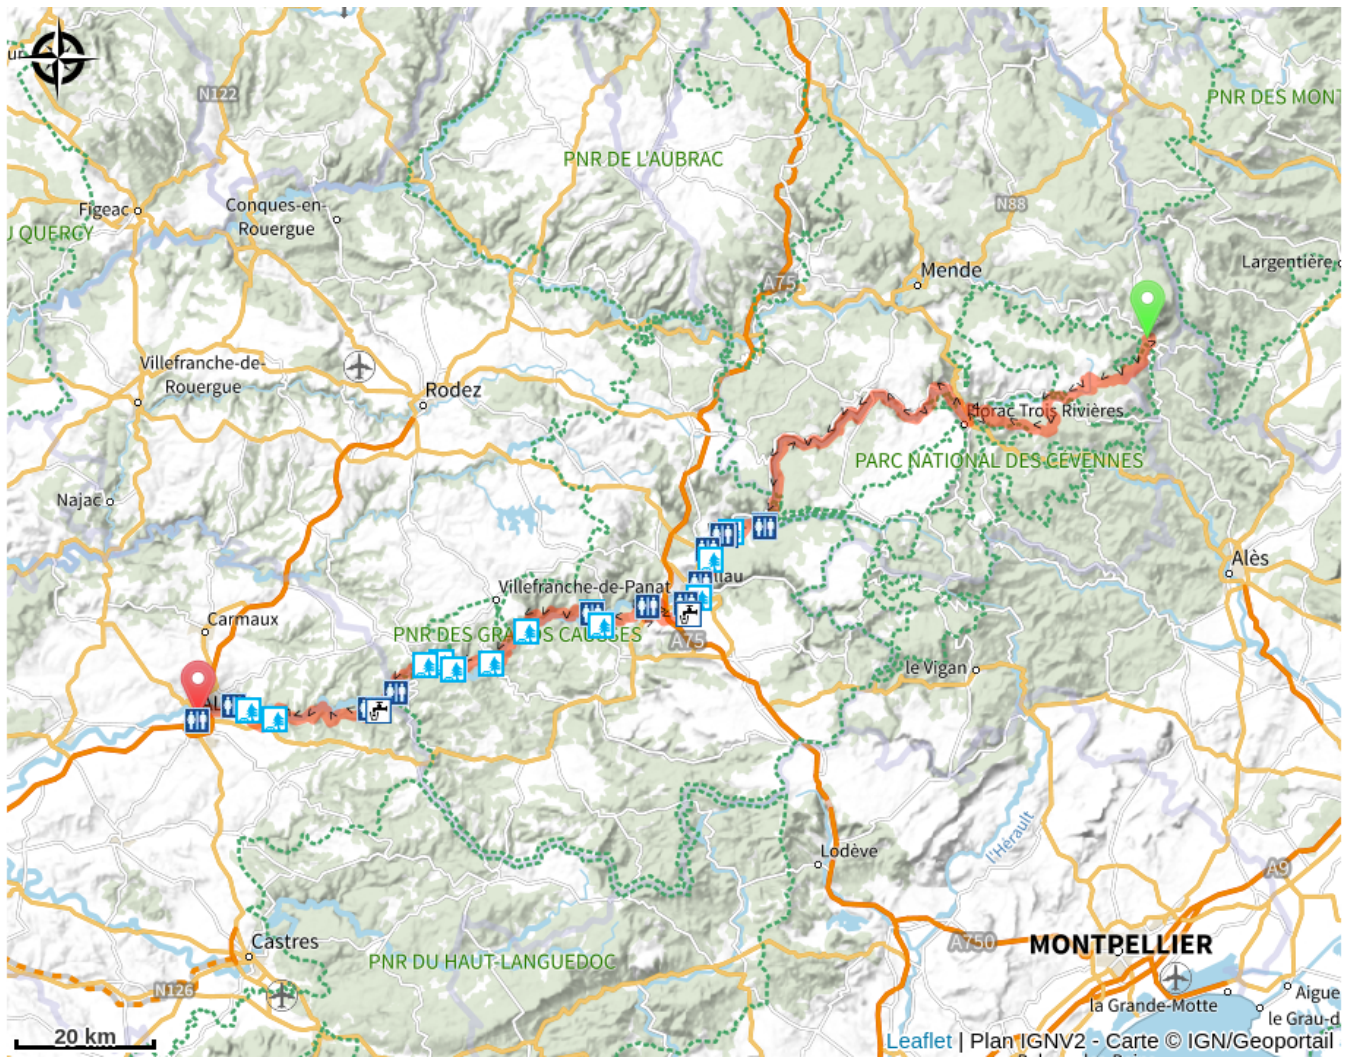 N122
PNR DES MON
PNR DE L'AUBRAC
Figeac
Conques-en-
Rouergue
N88
U QUERCY
Mende
Largentière
A75
Villefranche-de-
Rouergue
Rodez
Florac Trois Rivières
PARC NATIONAL DES CÉVENNES
Najac
Alès
Villefranche-de-Panat
llau
Carmaux
PNR DES GRANDS CAUSSES
A75
le Vigan
AL
l'Hérault
Lodève
A9
Castres
A750
MONTPELLIER
PNR DU HAUT-LANGUEDOC
N126
la Grande-Motte
Aigue
le Grau-d
20 km
Leaflet | Plan IGNV2 - Carte © IGN/Geoportail